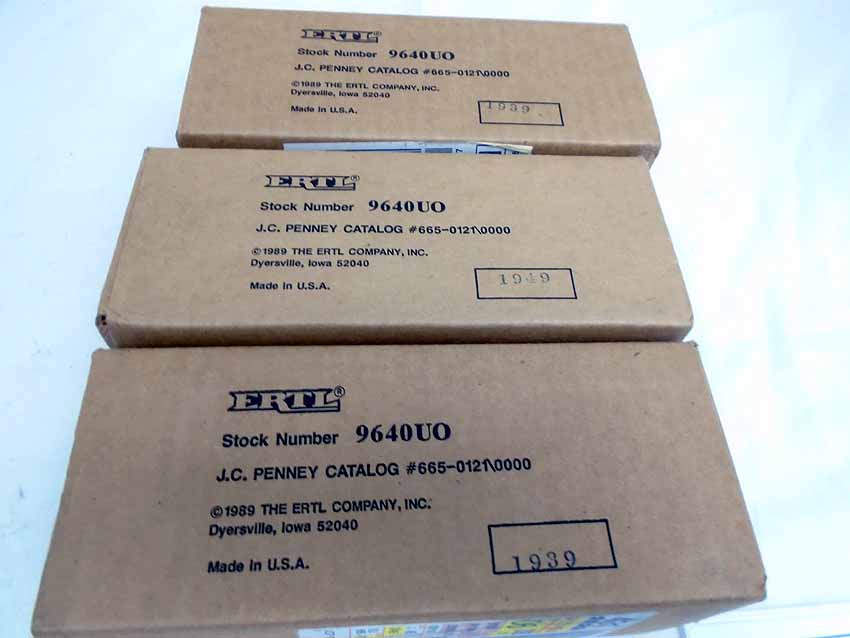 ERTL®
Stock Number 9640UO
J.C. PENNEY CATALOG #665-0121\0000
©1989 THE ERTL COMPANY, INC.
Dyersville, Iowa 52040
Made in U.S.A.
1939
ERTL®
Stock Number 9640UO
J.C. PENNEY CATALOG #665-0121\0000
©1989 THE ERTL COMPANY, INC.
Dyersville, Iowa 52040
Made in U.S.A.
1949
ERTL®
Stock Number 9640UO
J.C. PENNEY CATALOG #665-0121\0000
©1989 THE ERTL COMPANY, INC.
Dyersville, Iowa 52040
Made in U.S.A.
1939